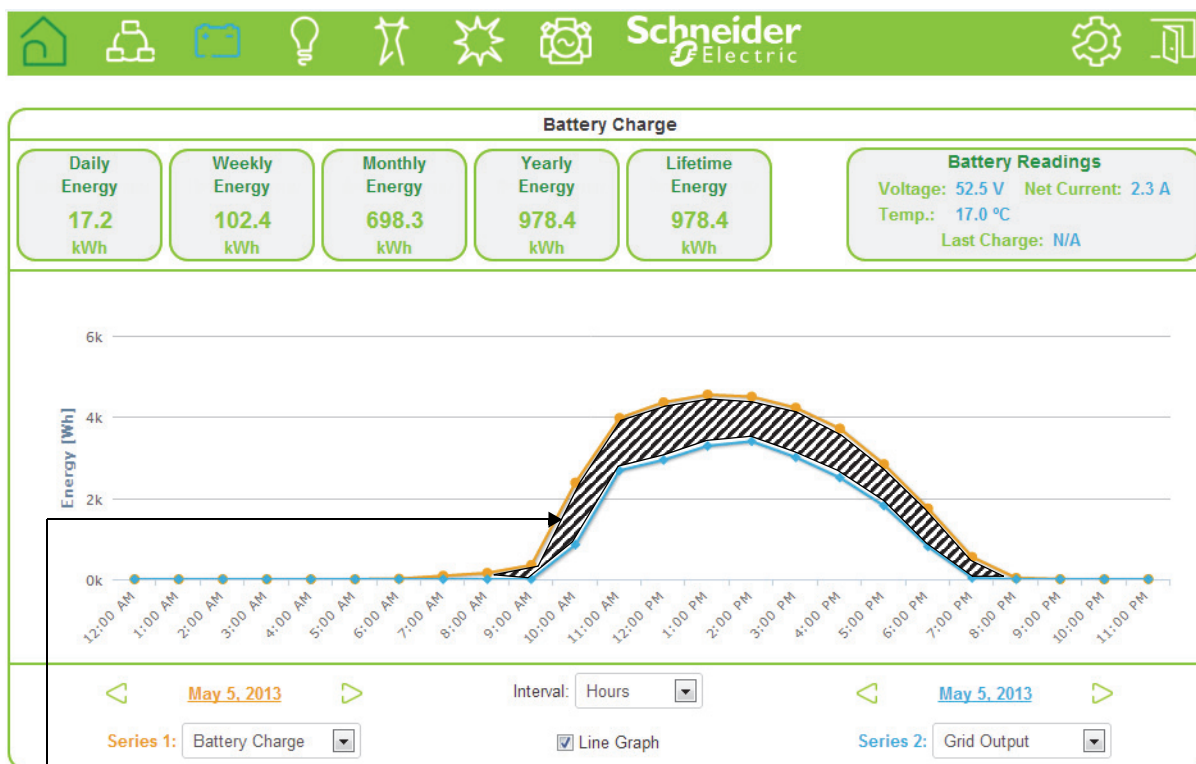 Schneider
Electric
Battery Charge
Daily
Energy
17.2
kWh
Weekly
Energy
102.4
kWh
Monthly
Energy
698.3
kWh
Yearly
Energy
978.4
kWh
Lifetime
Energy
978.4
kWh
Battery Readings
Voltage: 52.5 V Net Current: 2.3 A
Temp.: 17.0 ºC
Last Charge: N/A
Energy [Wh]
6k
4k
2k
0k
12:00 AM
1:00 AM
2:00 AM
3:00 AM
4:00 AM
5:00 AM
6:00 AM
7:00 AM
8:00 AM
9:00 AM
10:00 AM
11:00 AM
12:00 PM
1:00 PM
2:00 PM
3:00 PM
4:00 PM
5:00 PM
6:00 PM
7:00 PM
8:00 PM
9:00 PM
10:00 PM
11:00 PM
May 5, 2013
Interval: Hours
May 5, 2013
Series 1: Battery Charge
Line Graph
Series 2: Grid Output